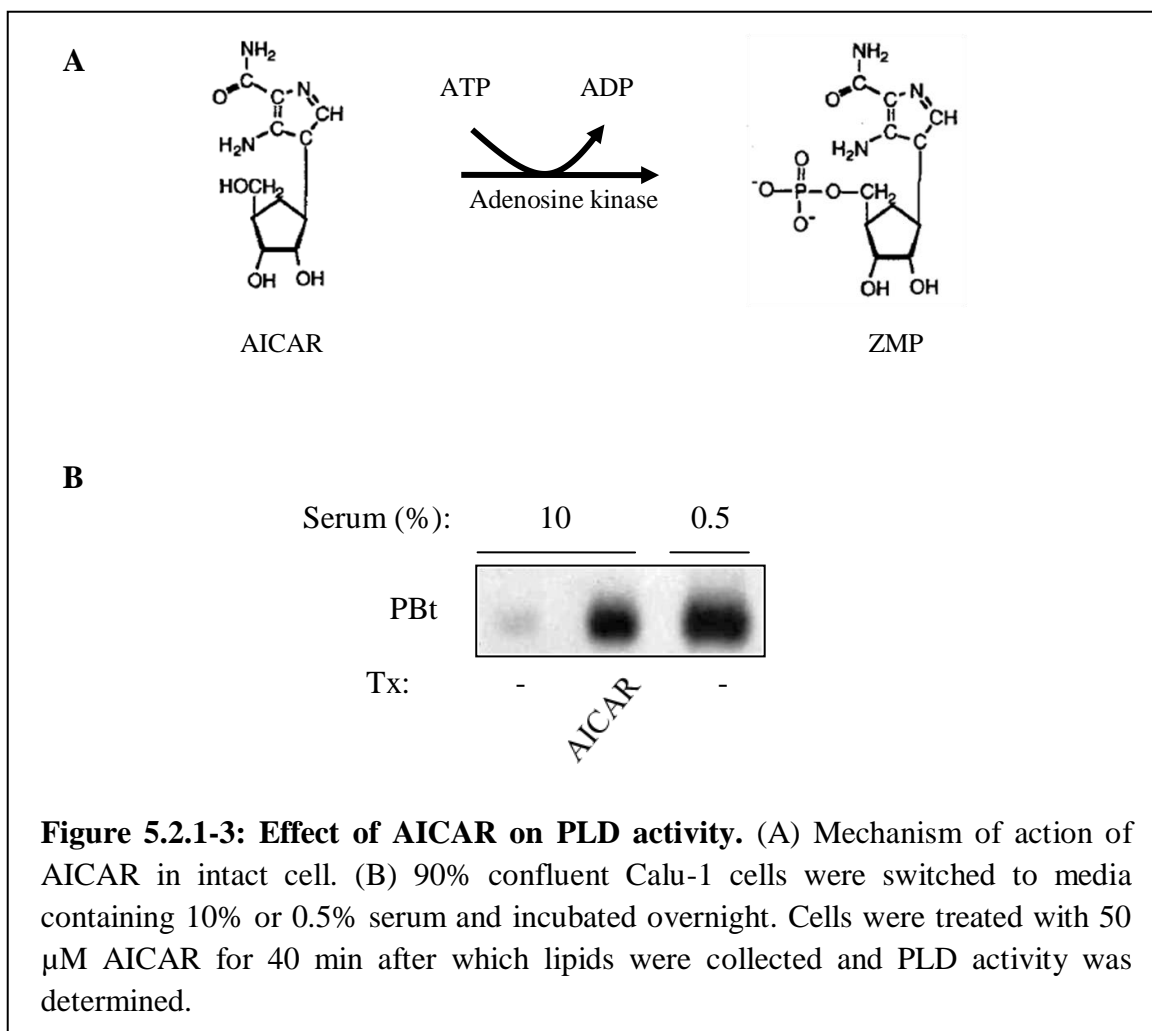 A
NH2
C
O
C
N
CH
C
C
H2N
HOCH2
OH OH
AICAR
ATP ADP
Adenosine kinase
NH2
C
O
C
N
CH
C
C
H2N
O
-O-P-O-CH2
O-
OH OH
ZMP
B
Serum (%): 10 0.5
PBt
Tx: - AICAR -
Figure 5.2.1-3: Effect of AICAR on PLD activity. (A) Mechanism of action of
AICAR in intact cell. (B) 90% confluent Calu-1 cells were switched to media
containing 10% or 0.5% serum and incubated overnight. Cells were treated with 50
µM AICAR for 40 min after which lipids were collected and PLD activity was
determined.